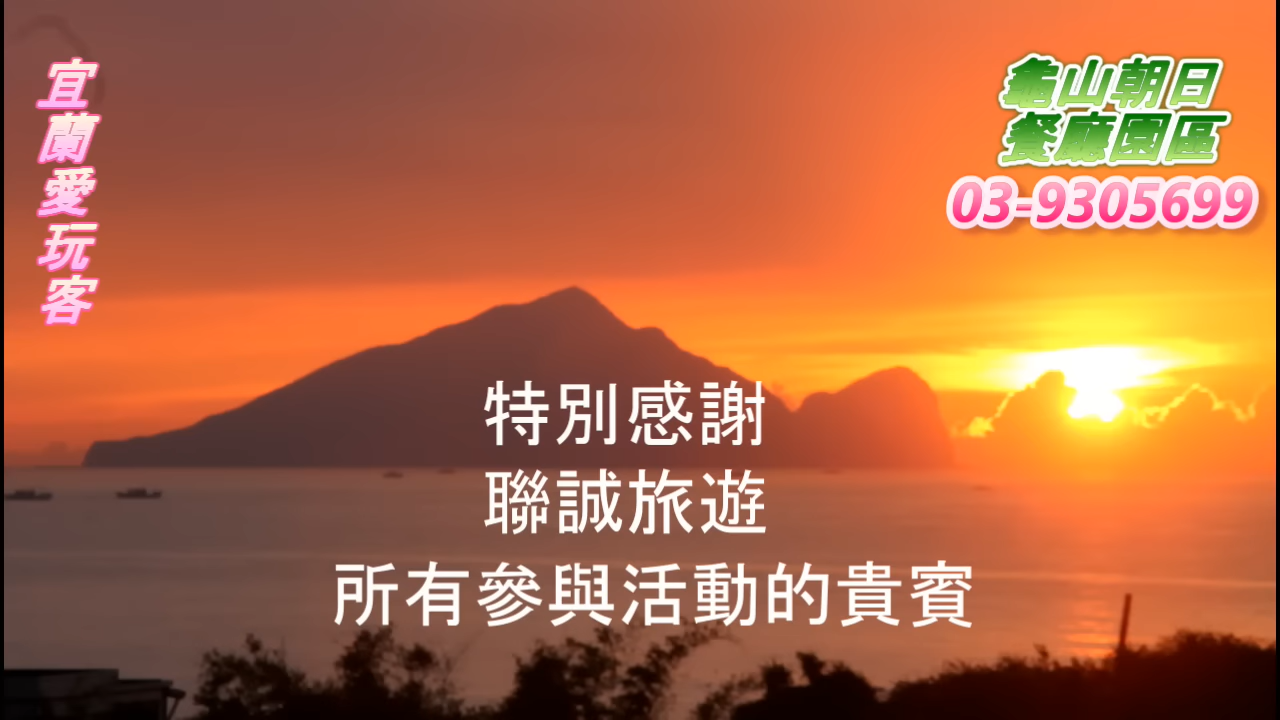 宜蘭愛玩客
龜山朝日
餐廳園區
03-9305699
特別感謝
聯誠旅遊
所有參與活動的貴賓